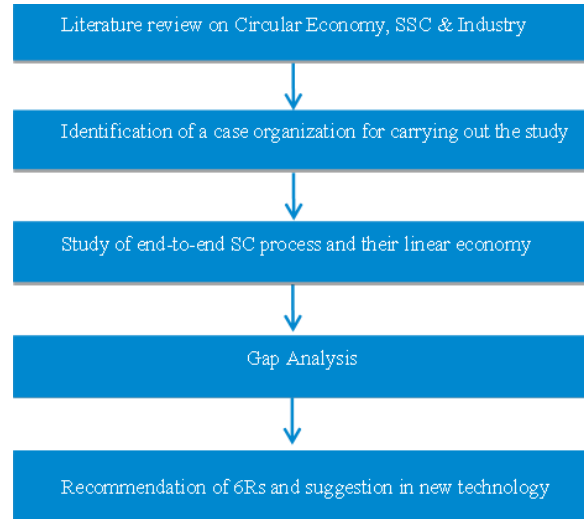 Literature review on Circular Economy, SSC & Industry
Identification of a case organization for carrying out the study
Study of end-to-end SC process and their linear economy
Gap Analysis
Recommendation of 6Rs and suggestion in new technology